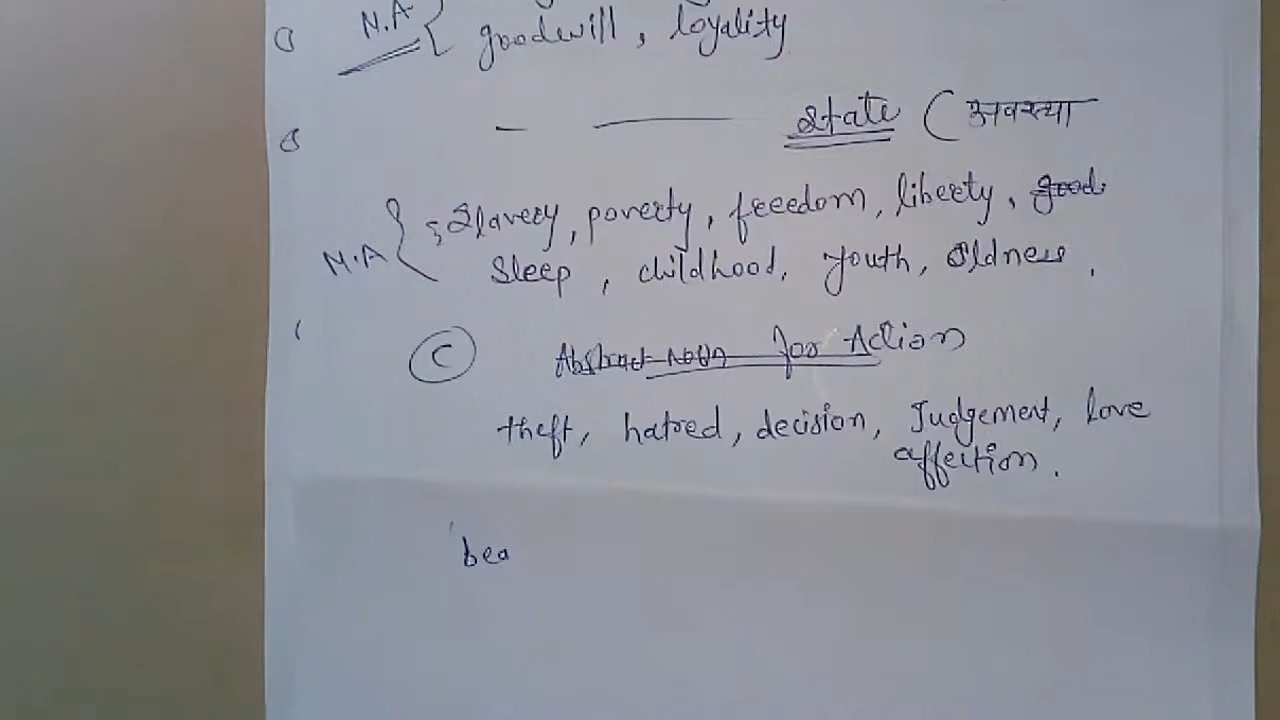 N.A { goodwill, loyality
— —— State ( अवस्था
N.A { Slavery, poverty, freedom, liberty, good
Sleep, childhood, youth, Oldness,
C Abstract Noun for Action
theft, hatred, decision, Judgement, love
affection.
bea